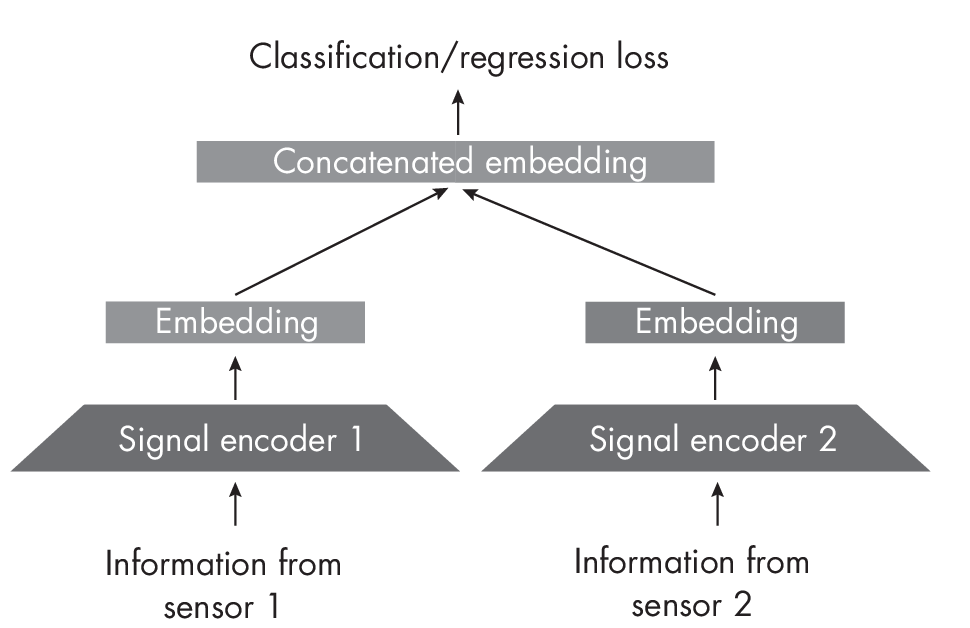 Classification/regression loss
Concatenated embedding
Embedding
Embedding
Signal encoder 1
Signal encoder 2
Information from
sensor 1
Information from
sensor 2